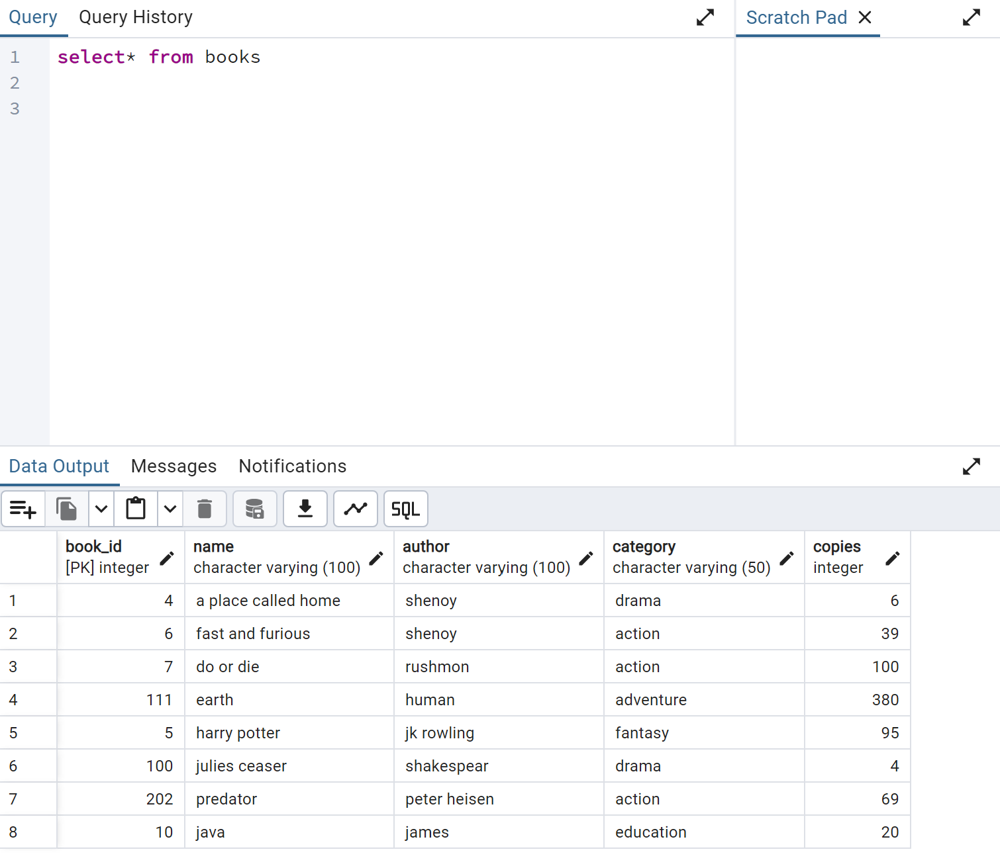 Query Query History Scratch Pad
1 select* from books
2
3
Data Output Messages Notifications
SQL
book_id name author category copies
[PK] integer character varying (100) character varying (100) character varying (50) integer
1 4 a place called home shenoy drama 6
2 6 fast and furious shenoy action 39
3 7 do or die rushmon action 100
4 111 earth human adventure 380
5 5 harry potter jk rowling fantasy 95
6 100 julies ceaser shakespear drama 4
7 202 predator peter heisen action 69
8 10 java james education 20